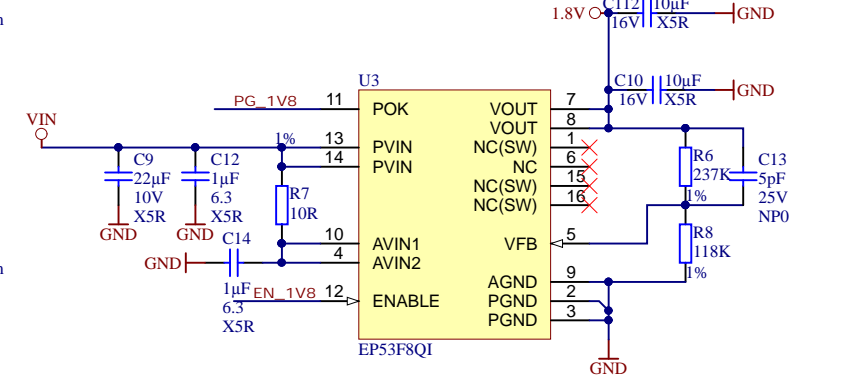 C112 10µF
1.8V GND
16V X5R
C10 10µF
GND
16V X5R
U3
PG_1V8 11 POK VOUT 7
VOUT 8
VIN
1% 13 PVIN NC(SW) 1
14 PVIN NC 6
NC(SW) 15
NC(SW) 16
C9
22µF
10V
X5R
GND
C12
1µF
6.3
X5R
GND
R7
10R
R6
237K
1%
C13
5pF
25V
NP0
10 AVIN1 VFB 5
4 AVIN2
C14
GND
1µF
6.3
X5R
R8
118K
1%
EN_1V8 12 ENABLE
AGND 9
PGND 2
PGND 3
EP53F8QI
GND